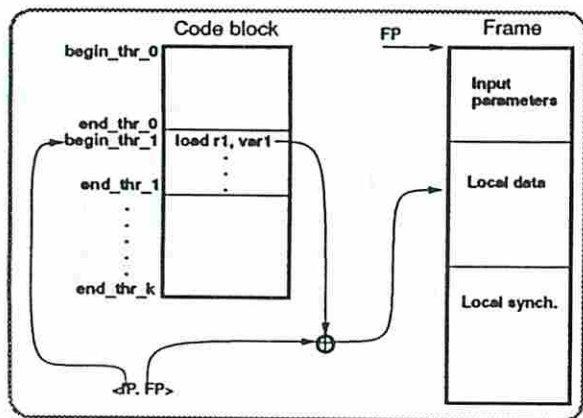 Code block
Frame
FP
begin_thr_0
Input
parameters
end_thr_0
begin_thr_1
load r1, var1
end_thr_1
Local data
end_thr_k
Local synch.
<IP. FP>